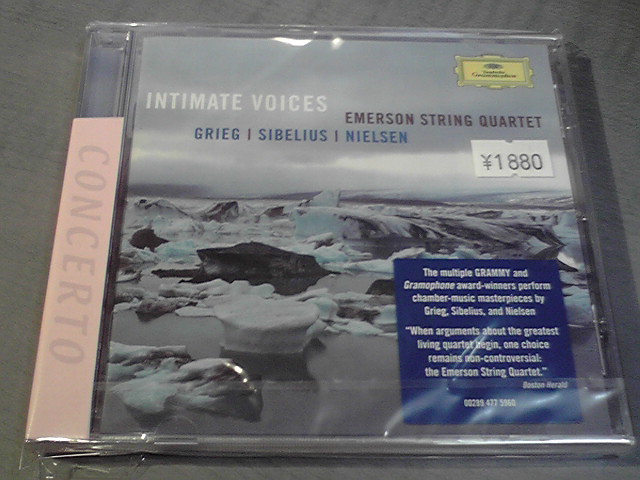 Deutsche
Grammophon
INTIMATE VOICES
EMERSON STRING QUARTET
GRIEG | SIBELIUS | NIELSEN
¥1880
CONCERTO
The multiple GRAMMY and
Gramophone award-winners perform
chamber-music masterpieces by
Grieg, Sibelius, and Nielsen
"When arguments about the greatest
living quartet begin, one choice
remains non-controversial:
the Emerson String Quartet."
Boston Herald
00289 477 5960